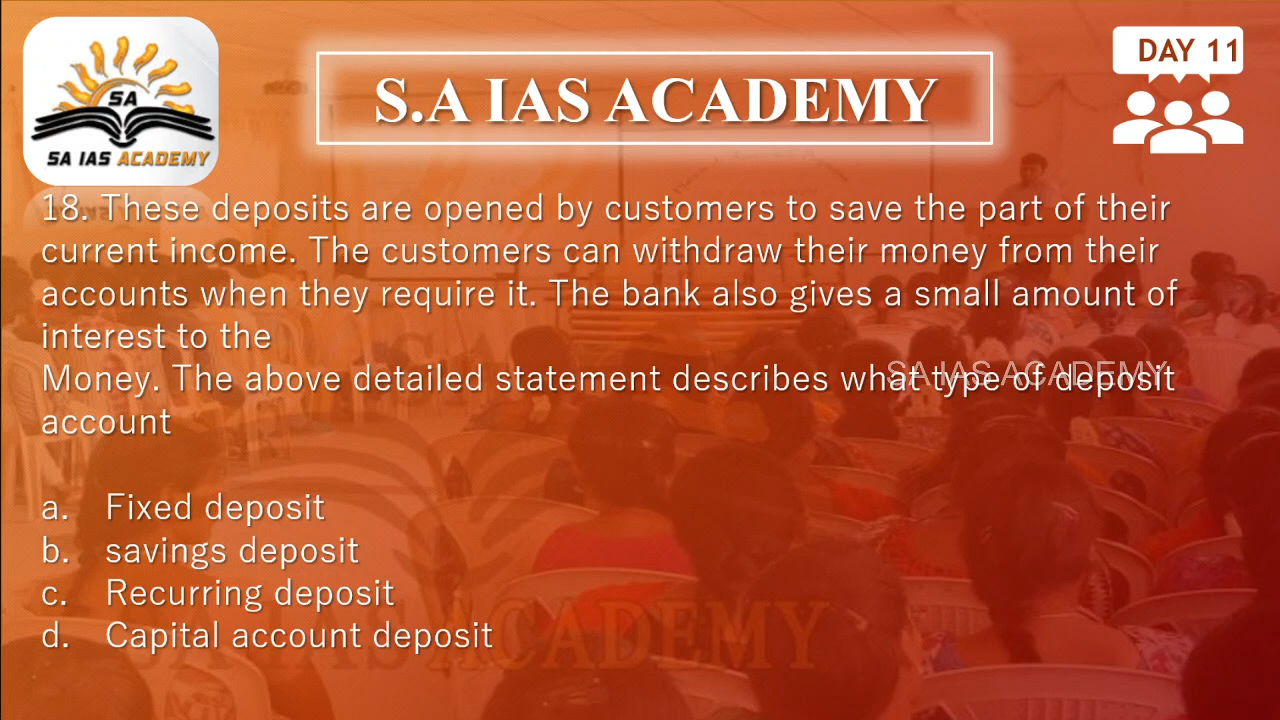 SA
SA IAS ACADEMY
S.A IAS ACADEMY
DAY 11
18. These deposits are opened by customers to save the part of their
current income. The customers can withdraw their money from their
accounts when they require it. The bank also gives a small amount of
interest to the
Money. The above detailed statement describes what type of deposit
account
SA IAS ACADEMY
a. Fixed deposit
b. savings deposit
c. Recurring deposit
d. Capital account deposit
SA IAS ACADEMY